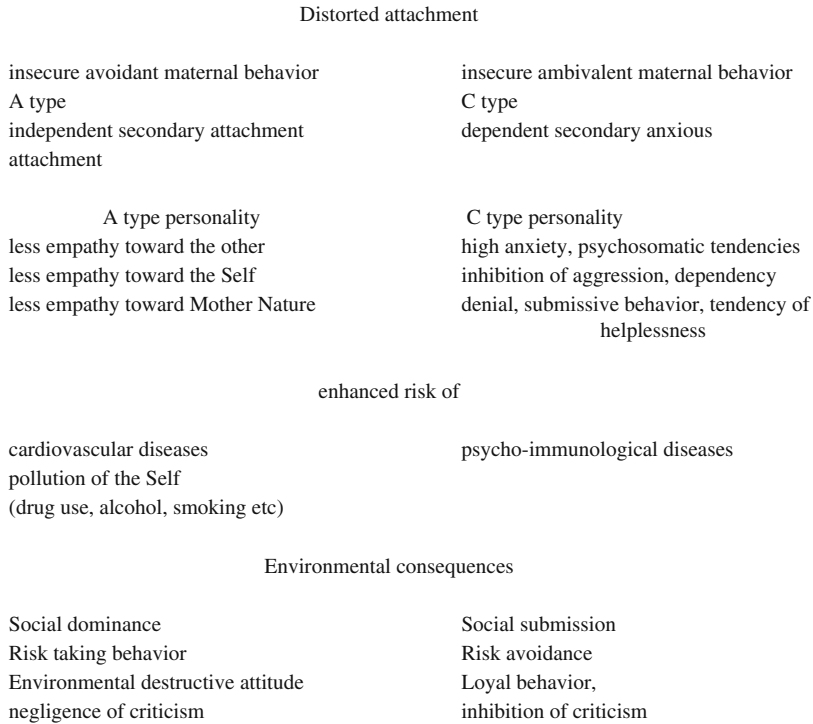 Distorted attachment
insecure avoidant maternal behavior insecure ambivalent maternal behavior
A type C type
independent secondary attachment dependent secondary anxious
attachment
A type personality C type personality
less empathy toward the other high anxiety, psychosomatic tendencies
less empathy toward the Self inhibition of aggression, dependency
less empathy toward Mother Nature denial, submissive behavior, tendency of
helplessness
enhanced risk of
cardiovascular diseases psycho-immunological diseases
pollution of the Self
(drug use, alcohol, smoking etc)
Environmental consequences
Social dominance Social submission
Risk taking behavior Risk avoidance
Environmental destructive attitude Loyal behavior,
negligence of criticism inhibition of criticism